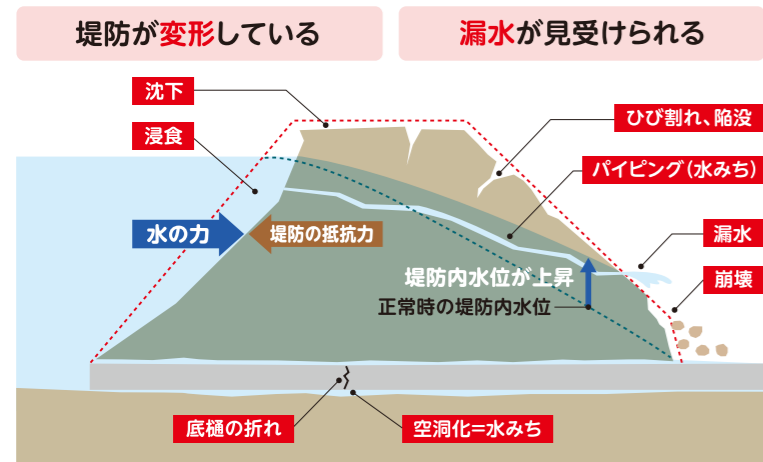 堤防が変形している
漏水が見受けられる
沈下
浸食
ひび割れ、陥没
パイピング（水みち）
水の力
堤防の抵抗力
漏水
堤防内水位が上昇
崩壊
正常時の堤防内水位
底樋の折れ
空洞化=水みち